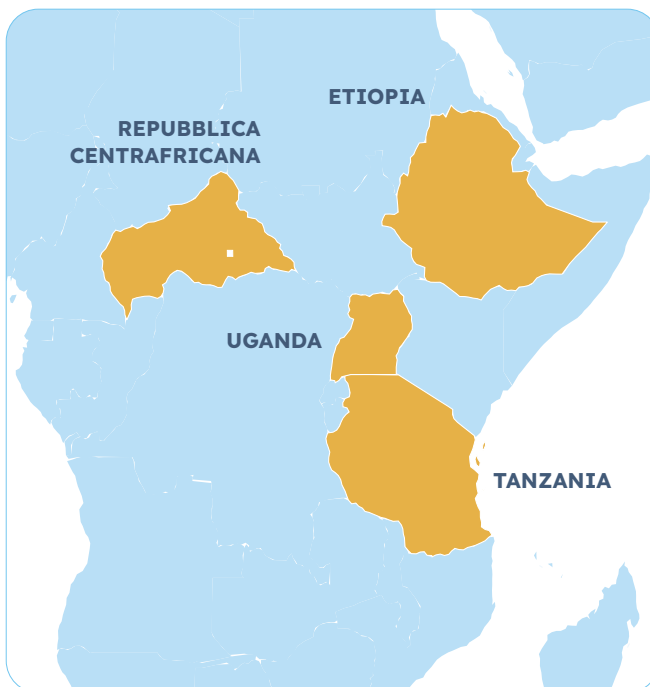 ETIOPIA
REPUBBLICA
CENTRAFRICANA
UGANDA
TANZANIA